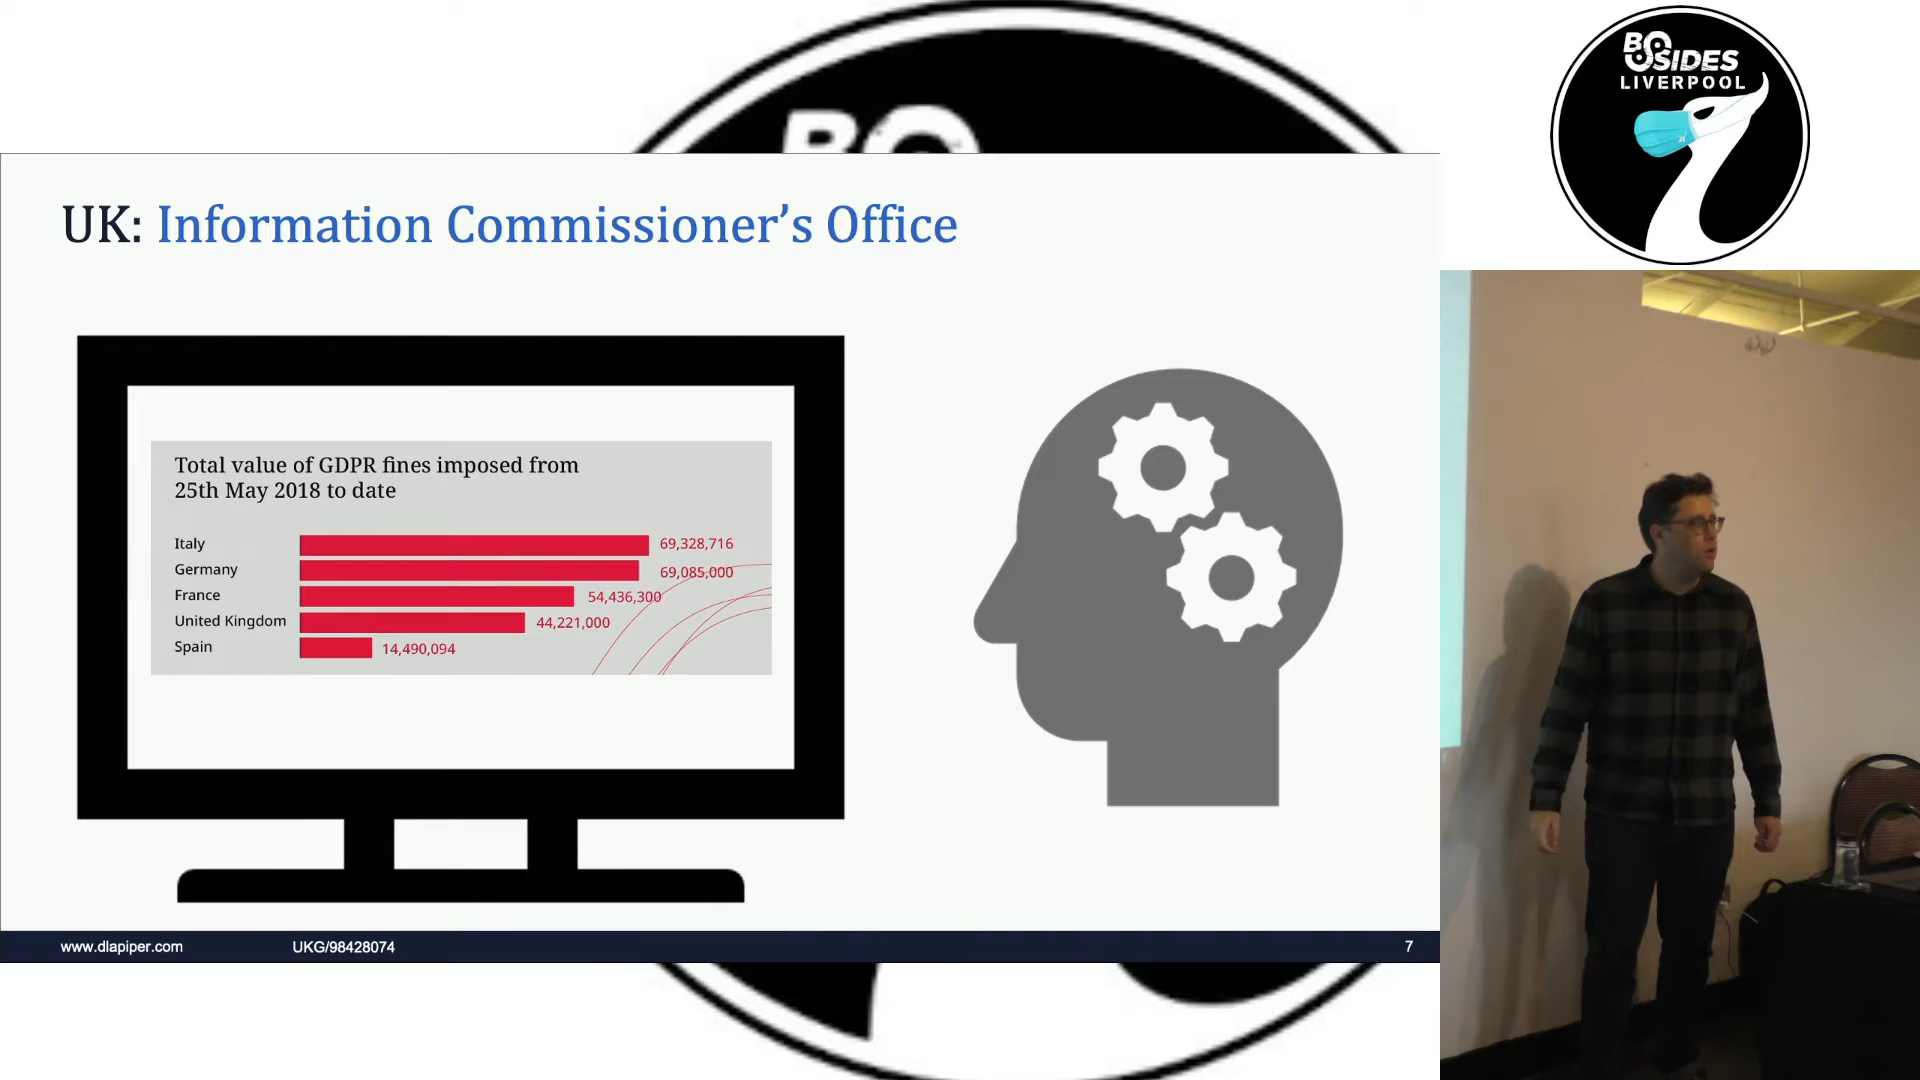 BSIDES
LIVERPOOL
UK: Information Commissioner's Office
Total value of GDPR fines imposed from
25th May 2018 to date
Italy 69,328,716
Germany 69,085,000
France 54,436,300
United Kingdom 44,221,000
Spain 14,490,094
www.dlapiper.com UKG/98428074 7